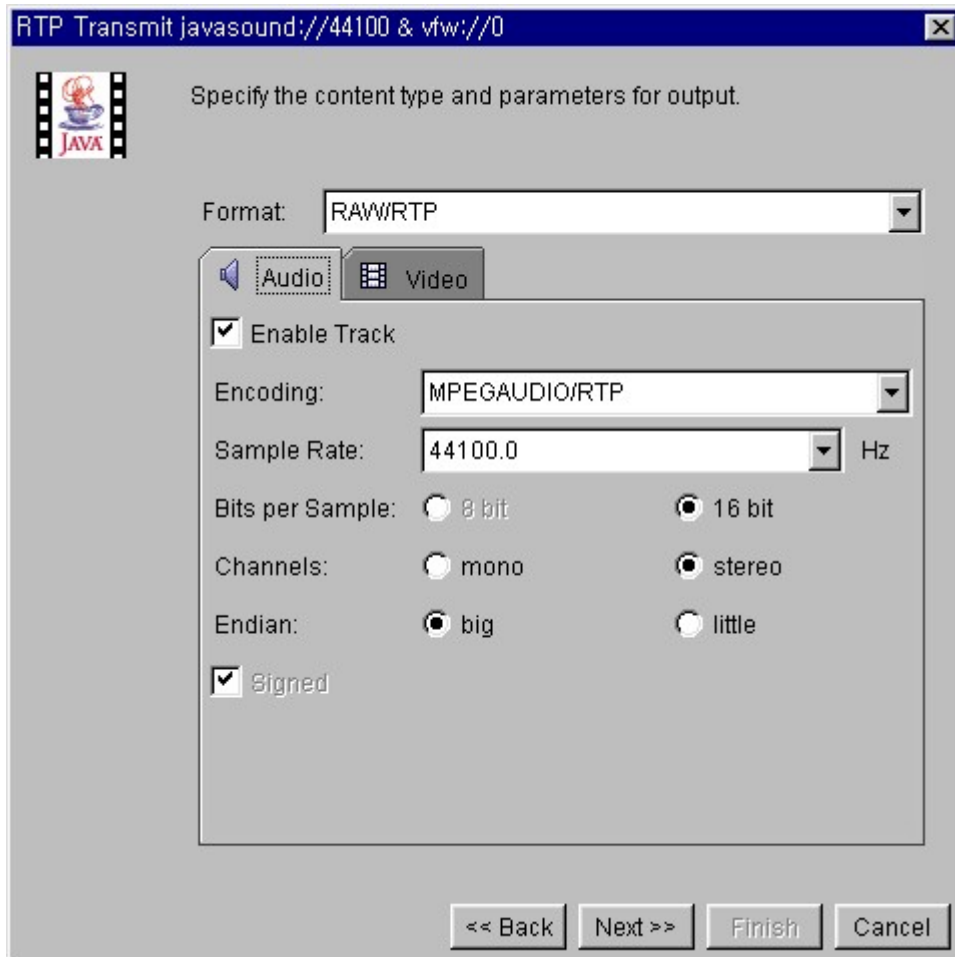 RTP Transmit javasound://44100 & vfw://0
JAVA
Specify the content type and parameters for output.
Format: RAW/RTP
Audio Video
Enable Track
Encoding: MPEGAUDIO/RTP
Sample Rate: 44100.0 Hz
Bits per Sample: 8 bit 16 bit
Channels: mono stereo
Endian: big little
Signed
<< Back Next >> Finish Cancel